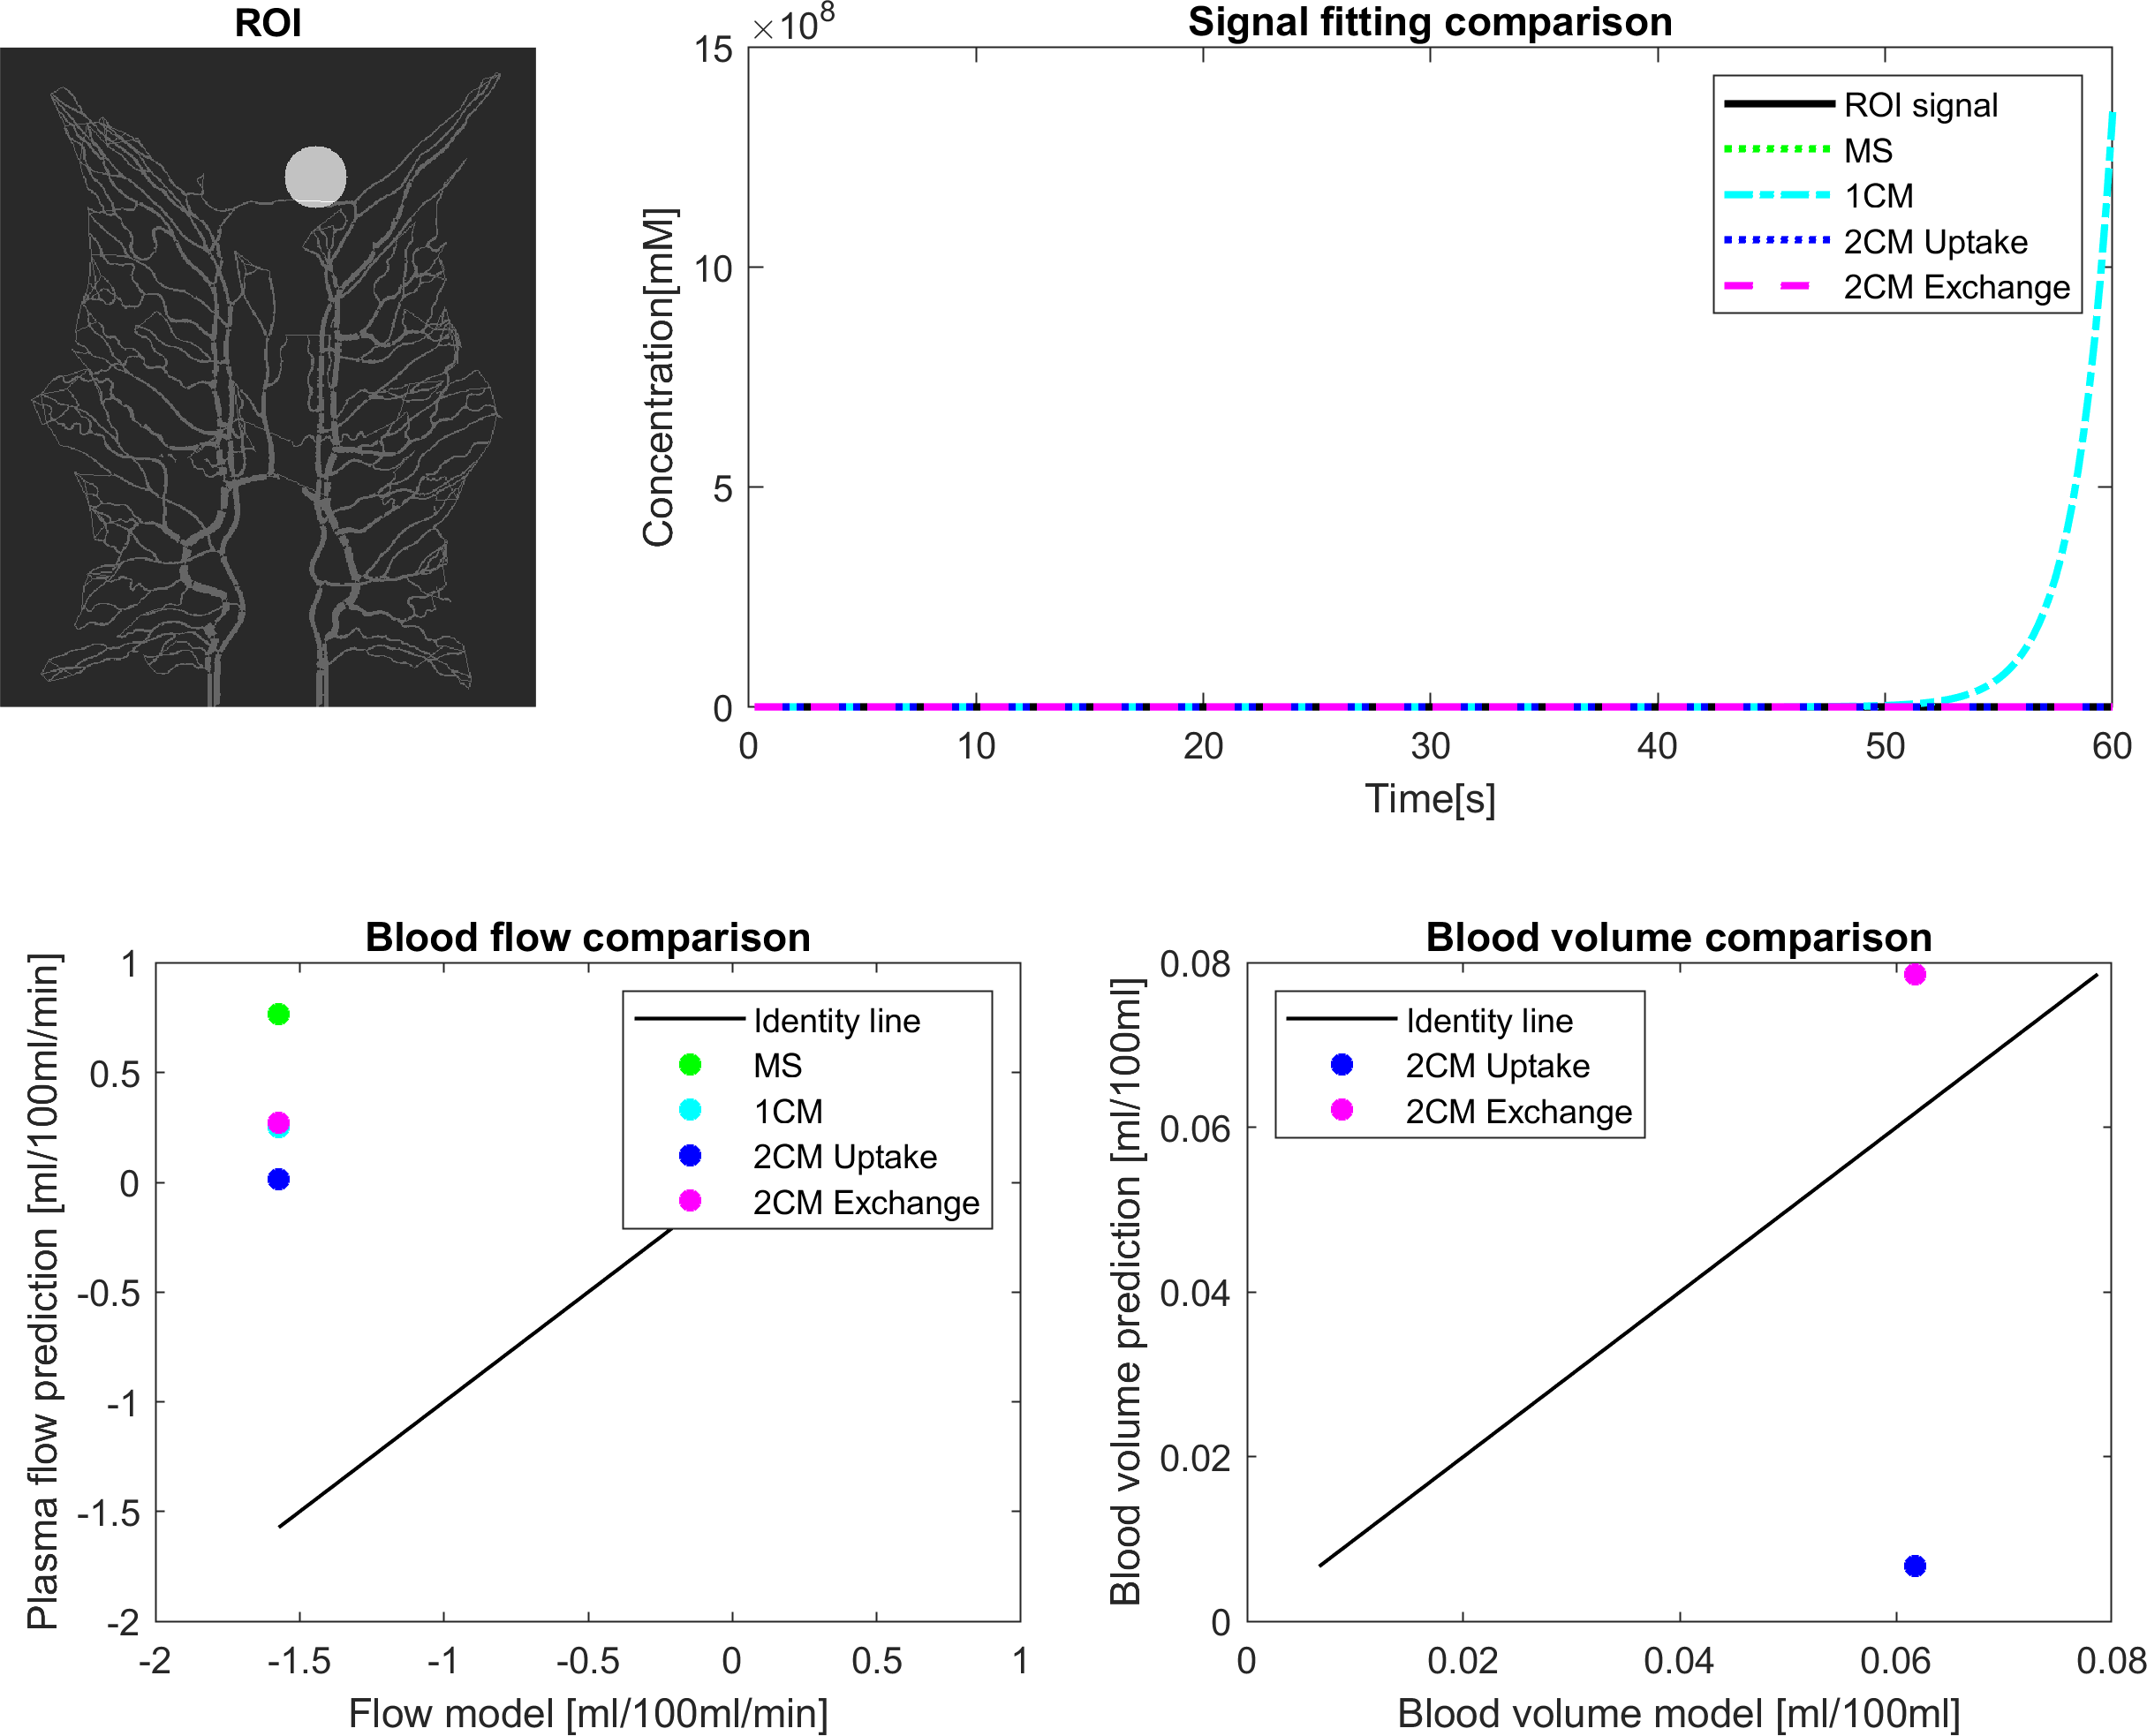 ROI
Signal fitting comparison
×10^8
15
10
5
0
Concentration[mM]
ROI signal
MS
1CM
2CM Uptake
2CM Exchange
0 10 20 30 40 50 60
Time[s]
Blood flow comparison
1
0.5
0
-0.5
-1
-1.5
-2
Plasma flow prediction [ml/100ml/min]
Identity line
MS
1CM
2CM Uptake
2CM Exchange
-2 -1.5 -1 -0.5 0 0.5 1
Flow model [ml/100ml/min]
Blood volume comparison
0.08
0.06
0.04
0.02
0
Blood volume prediction [ml/100ml]
Identity line
2CM Uptake
2CM Exchange
0 0.02 0.04 0.06 0.08
Blood volume model [ml/100ml]